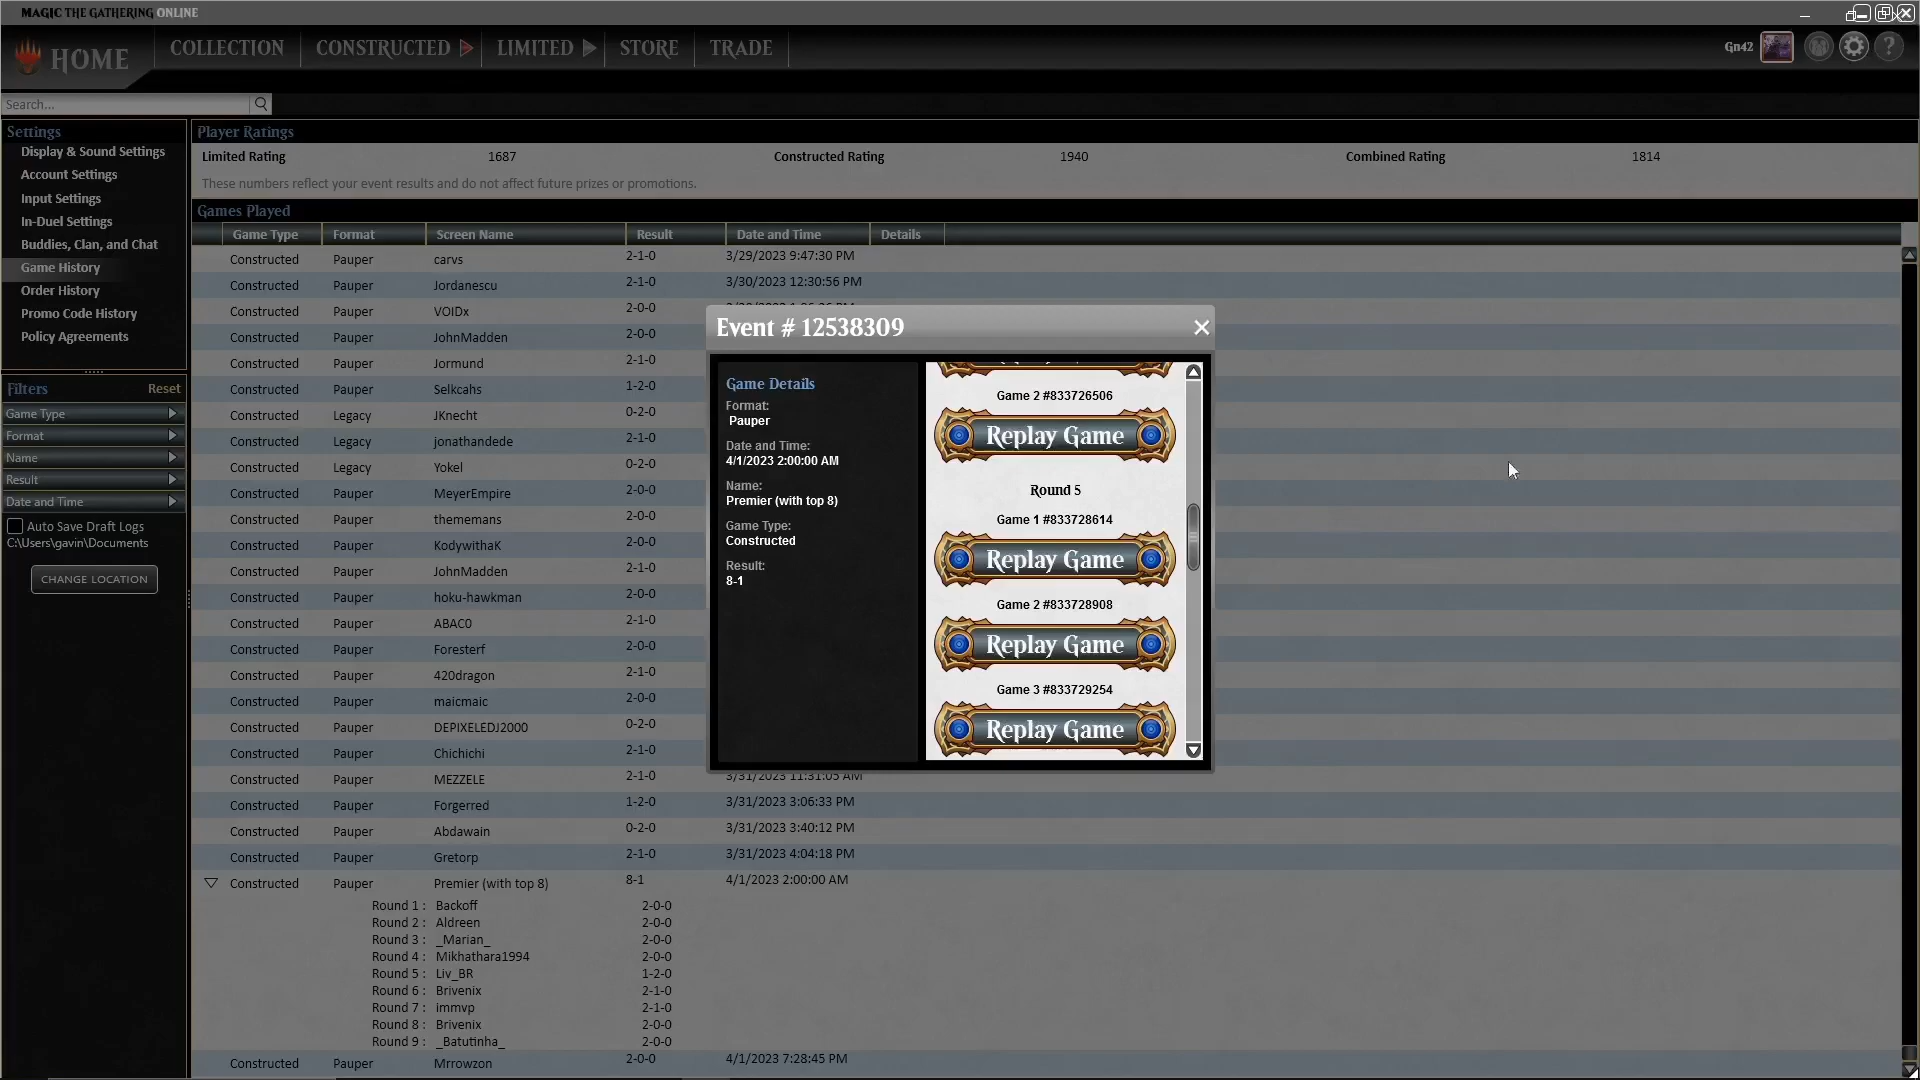 MAGIC THE GATHERING ONLINE
HOME
COLLECTION
CONSTRUCTED
LIMITED
STORE
TRADE
Gn42
?
Search...
Settings
Display & Sound Settings
Account Settings
Input Settings
In-Duel Settings
Buddies, Clan, and Chat
Game History
Order History
Promo Code History
Policy Agreements
Filters Reset
Game Type
Format
Name
Result
Date and Time
Auto Save Draft Logs
C:\Users\gavin\Documents
CHANGE LOCATION
Player Ratings
Limited Rating 1687 Constructed Rating 1940 Combined Rating 1814
These numbers reflect your event results and do not affect future prizes or promotions.
Games Played
Game Type Format Screen Name Result Date and Time Details
Constructed Pauper carvs 2-1-0 3/29/2023 9:47:30 PM
Constructed Pauper Jordanescu 2-1-0 3/30/2023 12:30:56 PM
Constructed Pauper VOIDx 2-0-0
Constructed Pauper JohnMadden 2-0-0
Constructed Pauper Jormund 2-1-0
Constructed Pauper Selkcahs 1-2-0
Constructed Legacy JKnecht 0-2-0
Constructed Legacy jonathandede 2-1-0
Constructed Legacy Yokel 0-2-0
Constructed Pauper MeyerEmpire 2-0-0
Constructed Pauper thememans 2-0-0
Constructed Pauper KodywithaK 2-0-0
Constructed Pauper JohnMadden 2-1-0
Constructed Pauper hoku-hawkman 2-0-0
Constructed Pauper ABAC0 2-1-0
Constructed Pauper Foresterf 2-0-0
Constructed Pauper 420dragon 2-1-0
Constructed Pauper maicmaic 2-0-0
Constructed Pauper DEPIXELEDJ2000 0-2-0
Constructed Pauper Chichichi 2-1-0
Constructed Pauper MEZZELE 2-1-0 3/31/2023 11:31:05 AM
Constructed Pauper Forgerred 1-2-0 3/31/2023 3:06:33 PM
Constructed Pauper Abdawain 0-2-0 3/31/2023 3:40:12 PM
Constructed Pauper Gretorp 2-1-0 3/31/2023 4:04:18 PM
Constructed Pauper Premier (with top 8) 8-1 4/1/2023 2:00:00 AM
Round 1 : Backoff 2-0-0
Round 2 : Aldreen 2-0-0
Round 3 : _Marian_ 2-0-0
Round 4 : Mikhathara1994 2-0-0
Round 5 : Liv_BR 1-2-0
Round 6 : Brivenix 2-1-0
Round 7 : immvp 2-1-0
Round 8 : Brivenix 2-0-0
Round 9 : _Batutinha_ 2-0-0
Constructed Pauper Mrrowzon 2-0-0 4/1/2023 7:28:45 PM
Event # 12538309
Game Details
Format:
Pauper
Date and Time:
4/1/2023 2:00:00 AM
Name:
Premier (with top 8)
Game Type:
Constructed
Result:
8-1
Game 2 #833726506
Replay Game
Round 5
Game 1 #833728614
Replay Game
Game 2 #833728908
Replay Game
Game 3 #833729254
Replay Game